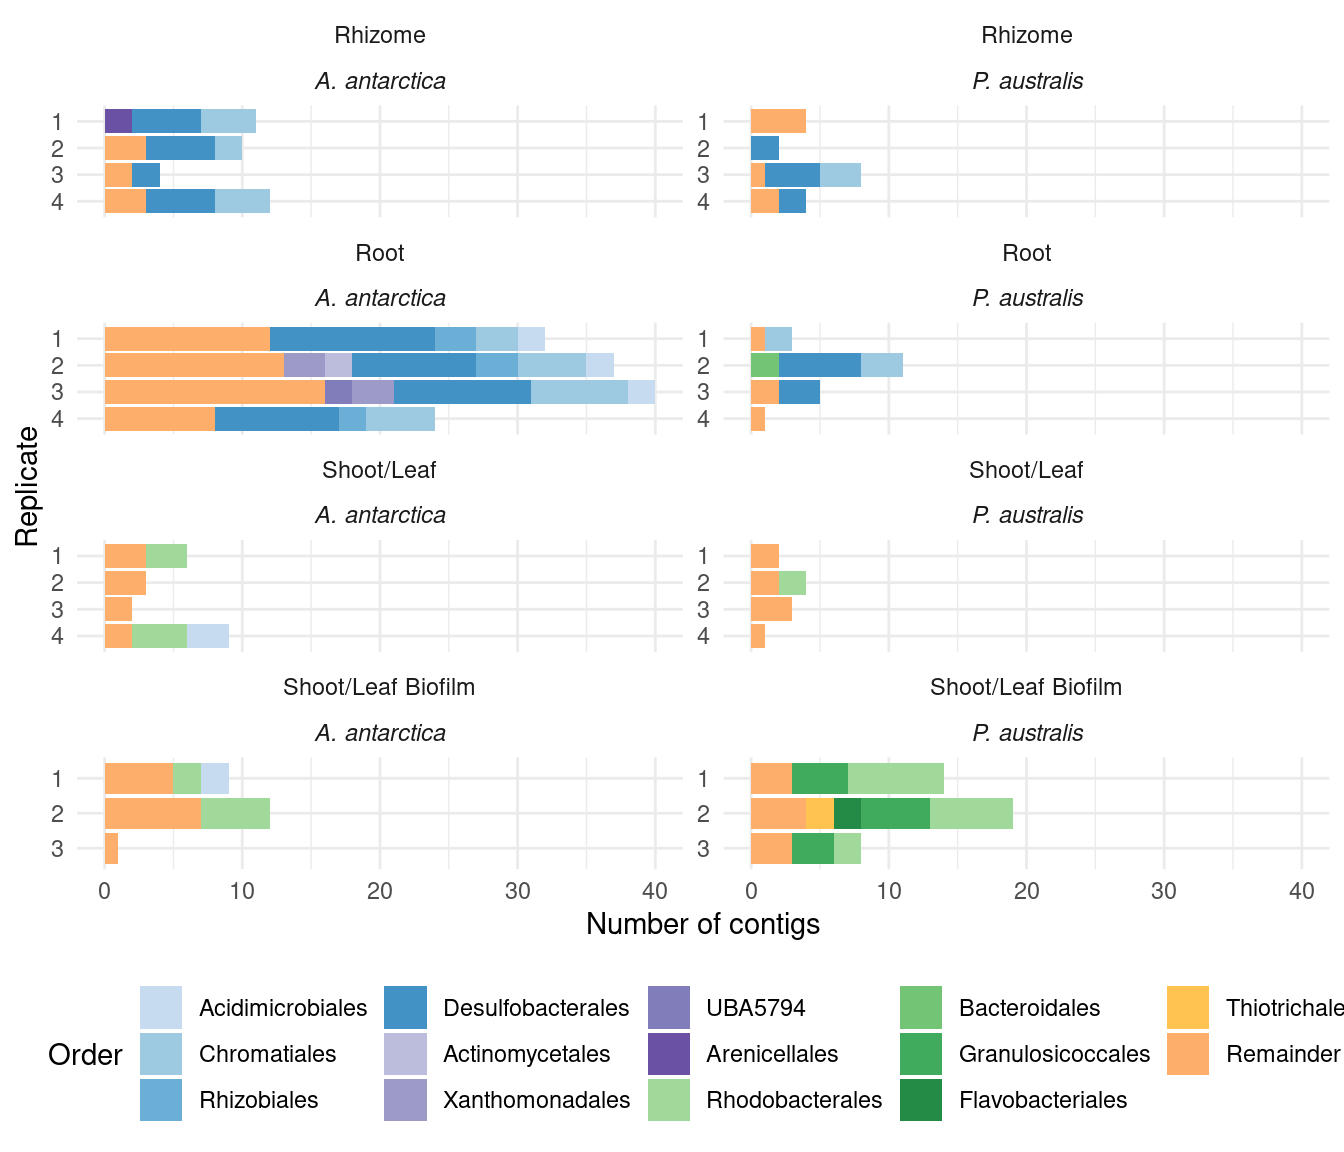 Rhizome Rhizome
A. antarctica P. australis
1 1
2 2
3 3
4 4
Root Root
A. antarctica P. australis
1 1
2 2
3 3
4 4
Replicate
Shoot/Leaf Shoot/Leaf
A. antarctica P. australis
1 1
2 2
3 3
4 4
Shoot/Leaf Biofilm Shoot/Leaf Biofilm
A. antarctica P. australis
1 1
2 2
3 3
0 10 20 30 40 0 10 20 30 40
Number of contigs
Order
Acidimicrobiales Desulfobacterales UBA5794 Bacteroidales Thiotrichale
Chromatiales Actinomycetales Arenicellales Granulosicoccales Remainder
Rhizobiales Xanthomonadales Rhodobacterales Flavobacteriales